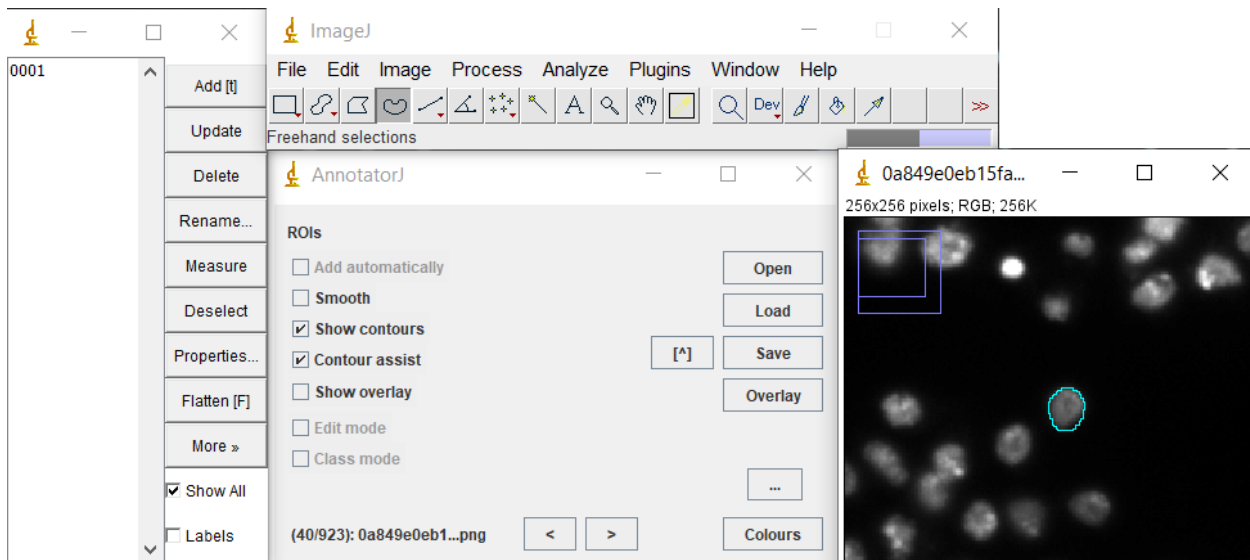 0001
Add [t]
Update
Delete
Rename...
Measure
Deselect
Properties...
Flatten [F]
More »
Show All
Labels
ImageJ
File Edit Image Process Analyze Plugins Window Help
A Dev >>
Freehand selections
AnnotatorJ
ROIs
Add automatically
Smooth
Show contours
Contour assist
Show overlay
Edit mode
Class mode
Open
Load
[^] Save
Overlay
...
(40/923): 0a849e0eb1...png < > Colours
0a849e0eb15fa...
256x256 pixels; RGB; 256K